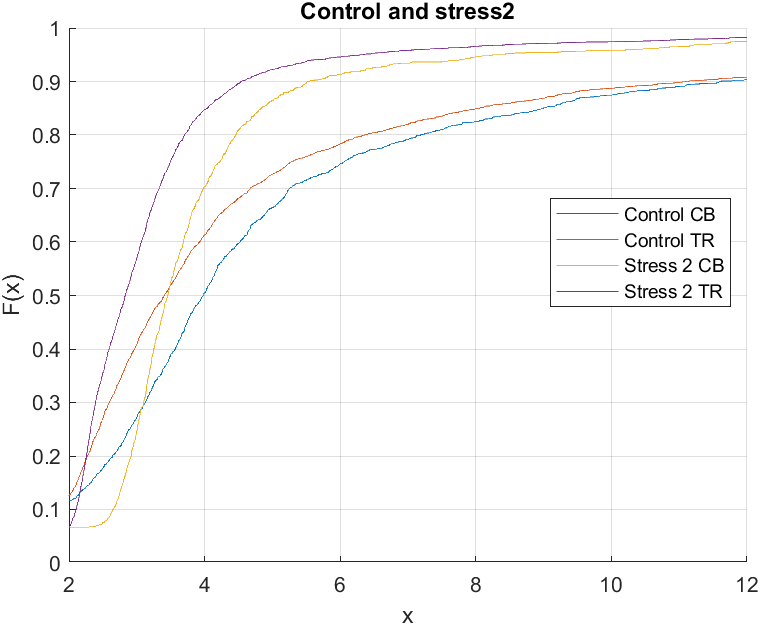 Control and stress2
1
0.9
0.8
0.7
0.6
0.5
0.4
0.3
0.2
0.1
0
F(x)
Control CB
Control TR
Stress 2 CB
Stress 2 TR
2 4 6 8 10 12
x